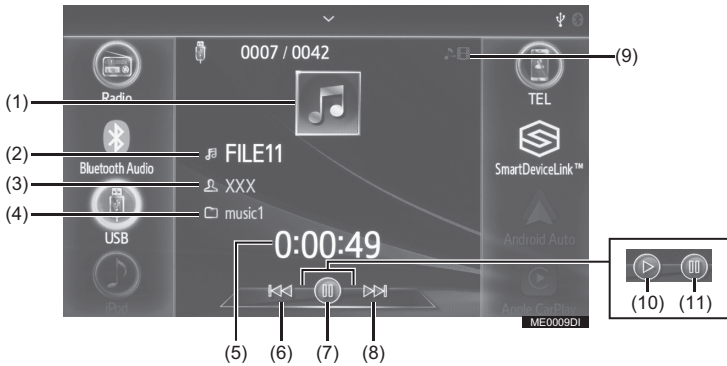 0007 / 0042
(9)
Radio
TEL
(1)
(2)
FILE11
Bluetooth Audio
SmartDeviceLink™
(3)
XXX
(4)
music1
USB
0:00:49
Android Auto
iPod
Apple CarPlay
(10)
(11)
ME0009DI
(5)
(6)
(7)
(8)